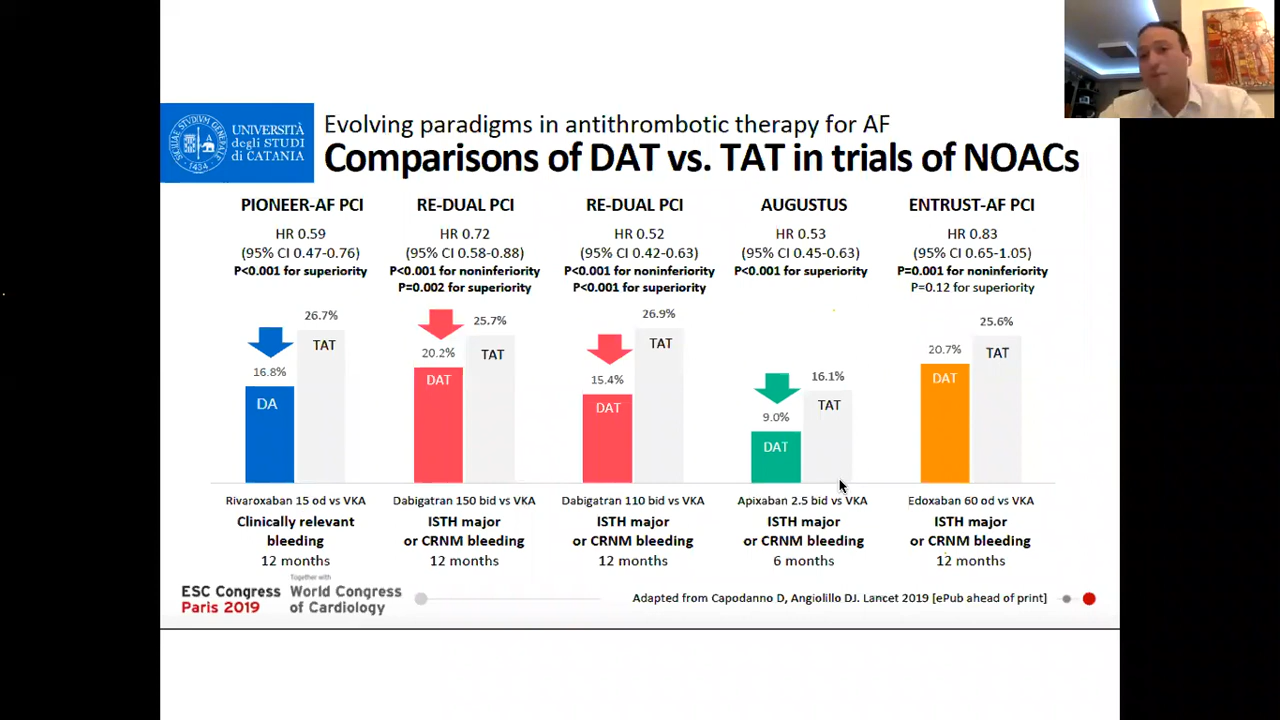 UNIVERSITÀ
degli STUDI
di CATANIA
Evolving paradigms in antithrombotic therapy for AF
Comparisons of DAT vs. TAT in trials of NOACs
PIONEER-AF PCI
HR 0.59
(95% CI 0.47-0.76)
P<0.001 for superiority
26.7%
TAT
16.8%
DA
Rivaroxaban 15 od vs VKA
Clinically relevant
bleeding
12 months
RE-DUAL PCI
HR 0.72
(95% CI 0.58-0.88)
P<0.001 for noninferiority
P=0.002 for superiority
25.7%
TAT
20.2%
DAT
Dabigatran 150 bid vs VKA
ISTH major
or CRNM bleeding
12 months
RE-DUAL PCI
HR 0.52
(95% CI 0.42-0.63)
P<0.001 for noninferiority
P<0.001 for superiority
26.9%
TAT
15.4%
DAT
Dabigatran 110 bid vs VKA
ISTH major
or CRNM bleeding
12 months
AUGUSTUS
HR 0.53
(95% CI 0.45-0.63)
P<0.001 for superiority
16.1%
TAT
9.0%
DAT
Apixaban 2.5 bid vs VKA
ISTH major
or CRNM bleeding
6 months
ENTRUST-AF PCI
HR 0.83
(95% CI 0.65-1.05)
P=0.001 for noninferiority
P=0.12 for superiority
25.6%
TAT
20.7%
DAT
Edoxaban 60 od vs VKA
ISTH major
or CRNM bleeding
12 months
ESC Congress
Paris 2019
Together with
World Congress
of Cardiology
Adapted from Capodanno D, Angiolillo DJ. Lancet 2019 [ePub ahead of print]